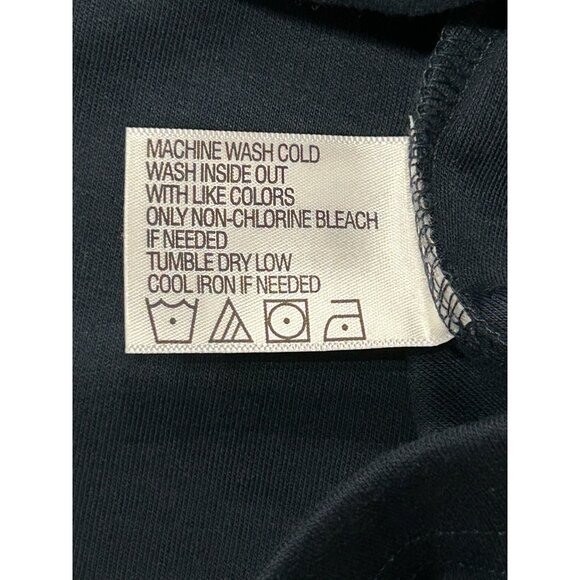 MACHINE WASH COLD
WASH INSIDE OUT
WITH LIKE COLORS
ONLY NON-CHLORINE BLEACH
IF NEEDED
TUMBLE DRY LOW
COOL IRON IF NEEDED